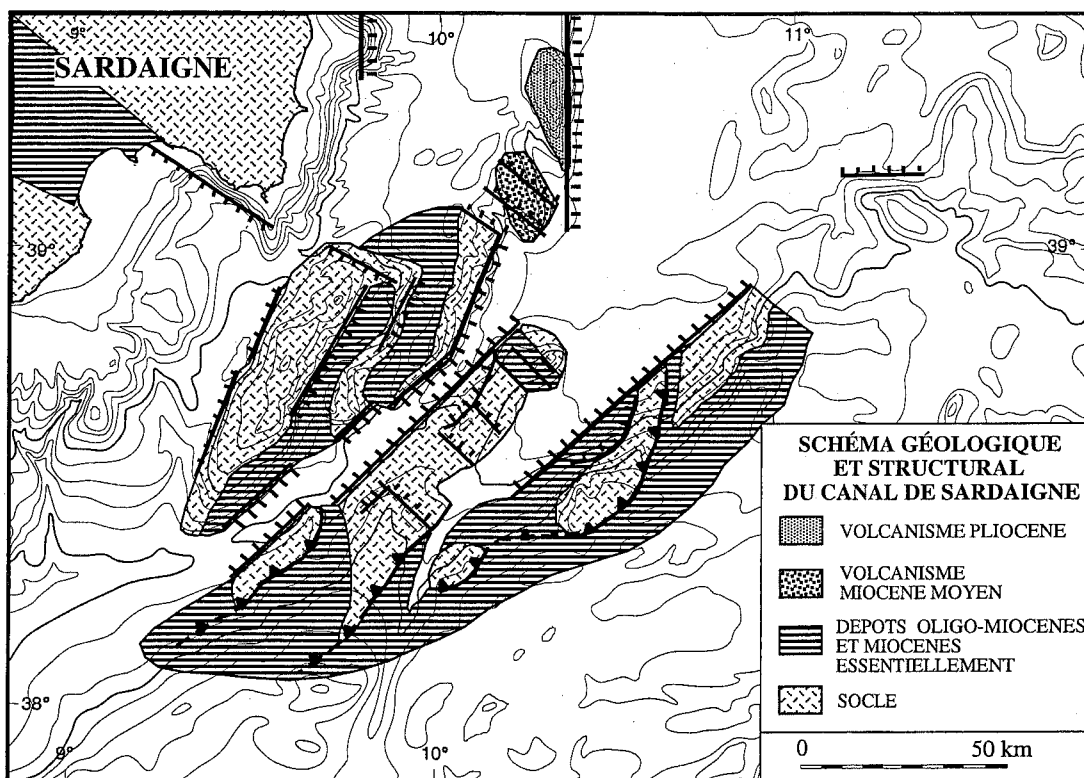 9°
10°
11°
SARDAIGNE
39°
39°
SCHÉMA GÉOLOGIQUE
ET STRUCTURAL
DU CANAL DE SARDAIGNE
VOLCANISME PLIOCENE
VOLCANISME
MIOCENE MOYEN
DEPOTS OLIGO-MIOCENES
ET MIOCENES
ESSENTIELLEMENT
SOCLE
38°
9°
10°
0 50 km